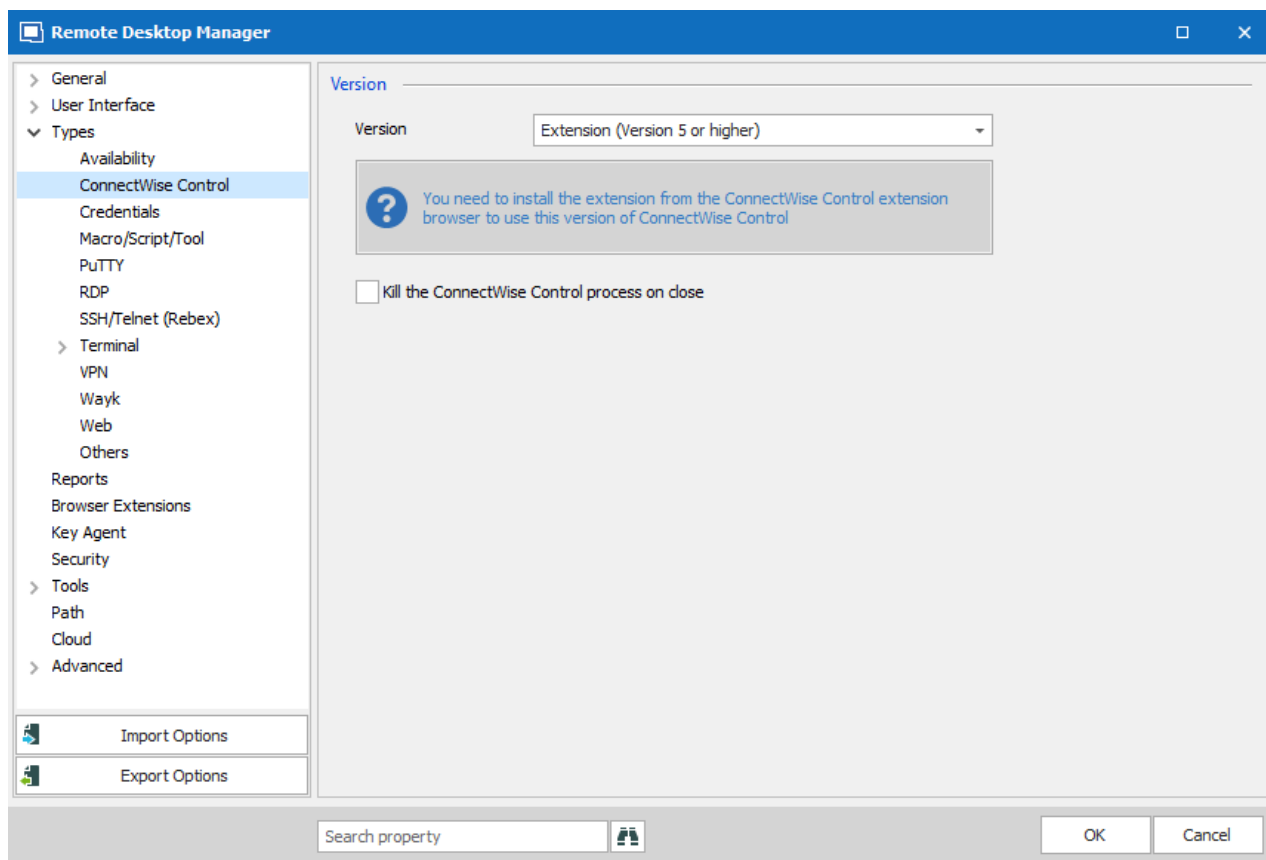 Remote Desktop Manager
General
User Interface
Types
Availability
ConnectWise Control
Credentials
Macro/Script/Tool
PuTTY
RDP
SSH/Telnet (Rebex)
Terminal
VPN
Wayk
Web
Others
Reports
Browser Extensions
Key Agent
Security
Tools
Path
Cloud
Advanced
Import Options
Export Options
Version
Version
Extension (Version 5 or higher)
You need to install the extension from the ConnectWise Control extension
browser to use this version of ConnectWise Control
Kill the ConnectWise Control process on close
Search property
OK
Cancel